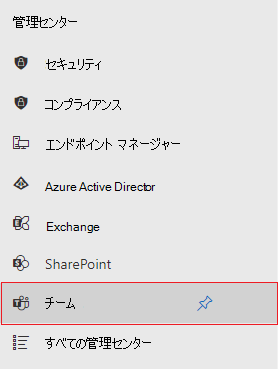 管理センター
セキュリティ
コンプライアンス
エンドポイント マネージャー
Azure Active Director
Exchange
SharePoint
チーム
すべての管理センター